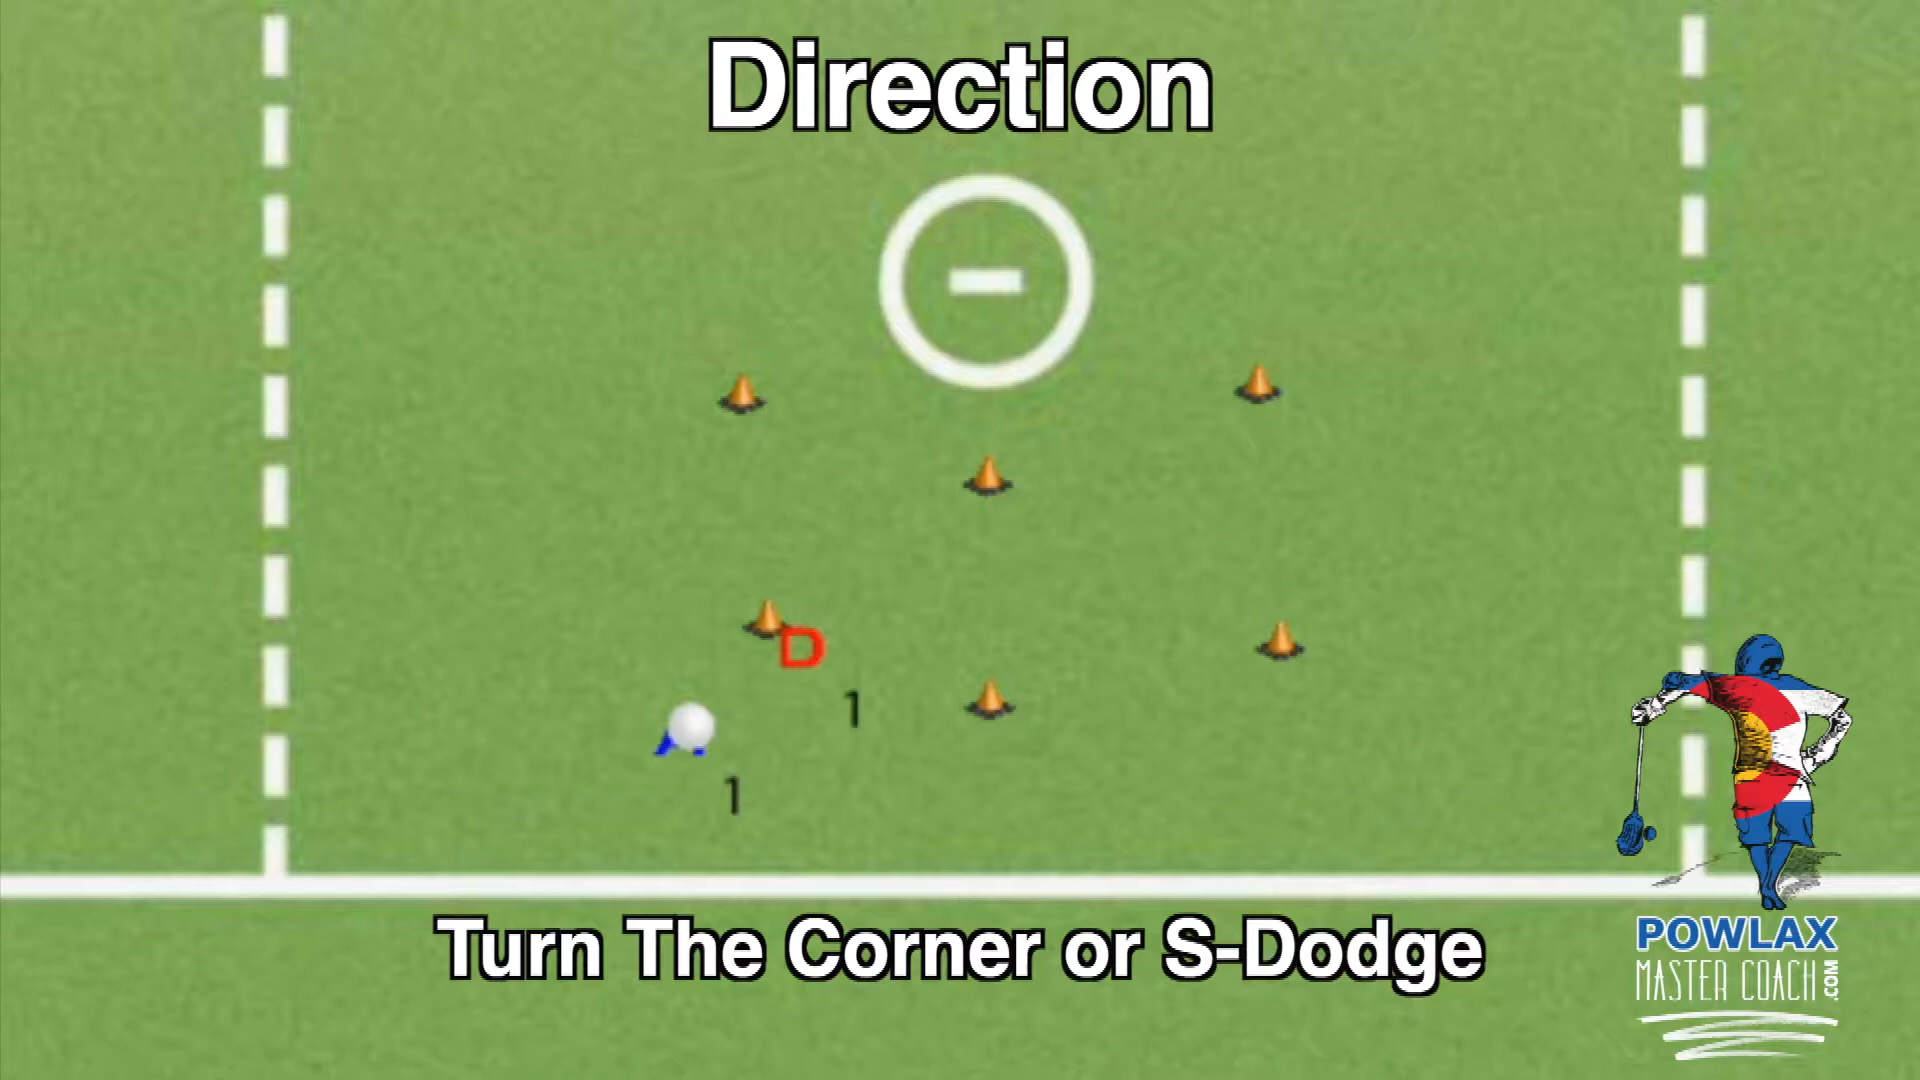 Direction
D
1
1
Turn The Corner or S-Dodge
POWLAX
MASTER COACH .COM